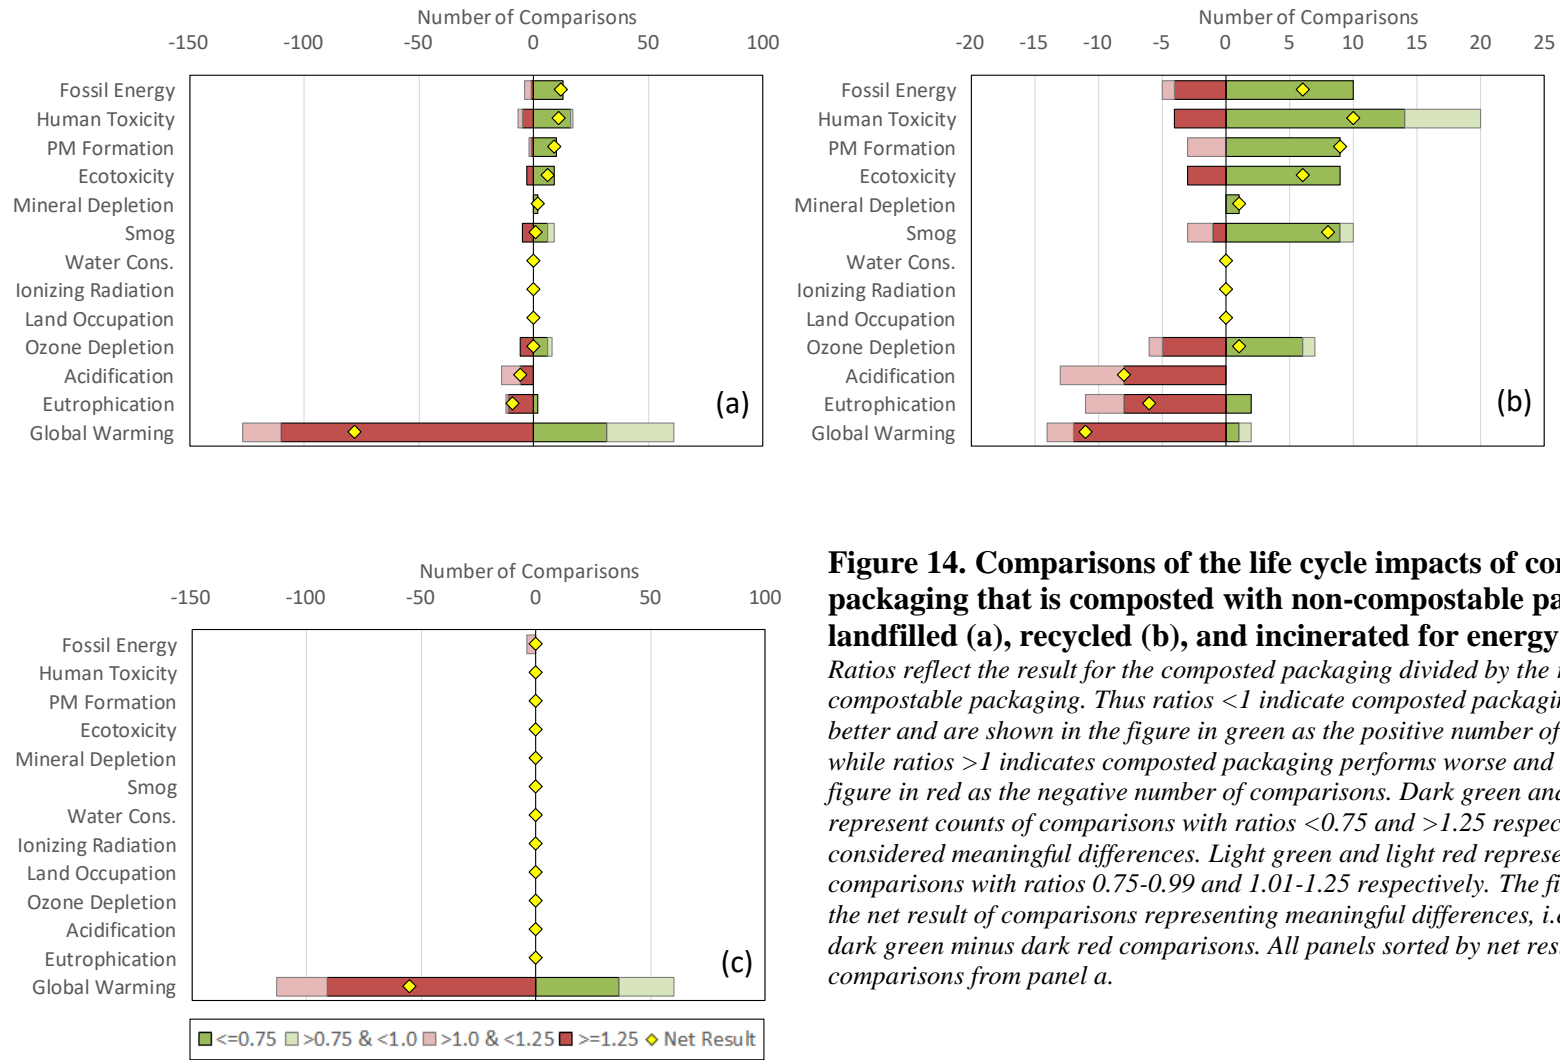 Number of Comparisons
-150 -100 -50 0 50 100
Fossil Energy
Human Toxicity
PM Formation
Ecotoxicity
Mineral Depletion
Smog
Water Cons.
Ionizing Radiation
Land Occupation
Ozone Depletion
Acidification
Eutrophication
Global Warming
(a)
Number of Comparisons
-20 -15 -10 -5 0 5 10 15 20 25
Fossil Energy
Human Toxicity
PM Formation
Ecotoxicity
Mineral Depletion
Smog
Water Cons.
Ionizing Radiation
Land Occupation
Ozone Depletion
Acidification
Eutrophication
Global Warming
(b)
Number of Comparisons
-150 -100 -50 0 50 100
Fossil Energy
Human Toxicity
PM Formation
Ecotoxicity
Mineral Depletion
Smog
Water Cons.
Ionizing Radiation
Land Occupation
Ozone Depletion
Acidification
Eutrophication
Global Warming
(c)
<=0.75 >0.75 & <1.0 >1.0 & <1.25 >=1.25 Net Result
Figure 14. Comparisons of the life cycle impacts of
packaging that is composted with non-compostable
landfilled (a), recycled (b), and incinerated for energy
Ratios reflect the result for the composted packaging divided by the
compostable packaging. Thus ratios <1 indicate composted
better and are shown in the figure in green as the positive number of
while ratios >1 indicates composted packaging performs worse and
figure in red as the negative number of comparisons. Dark green and
represent counts of comparisons with ratios <0.75 and >1.25
considered meaningful differences. Light green and light red
comparisons with ratios 0.75-0.99 and 1.01-1.25 respectively. The
the net result of comparisons representing meaningful differences,
dark green minus dark red comparisons. All panels sorted by net
comparisons from panel a.